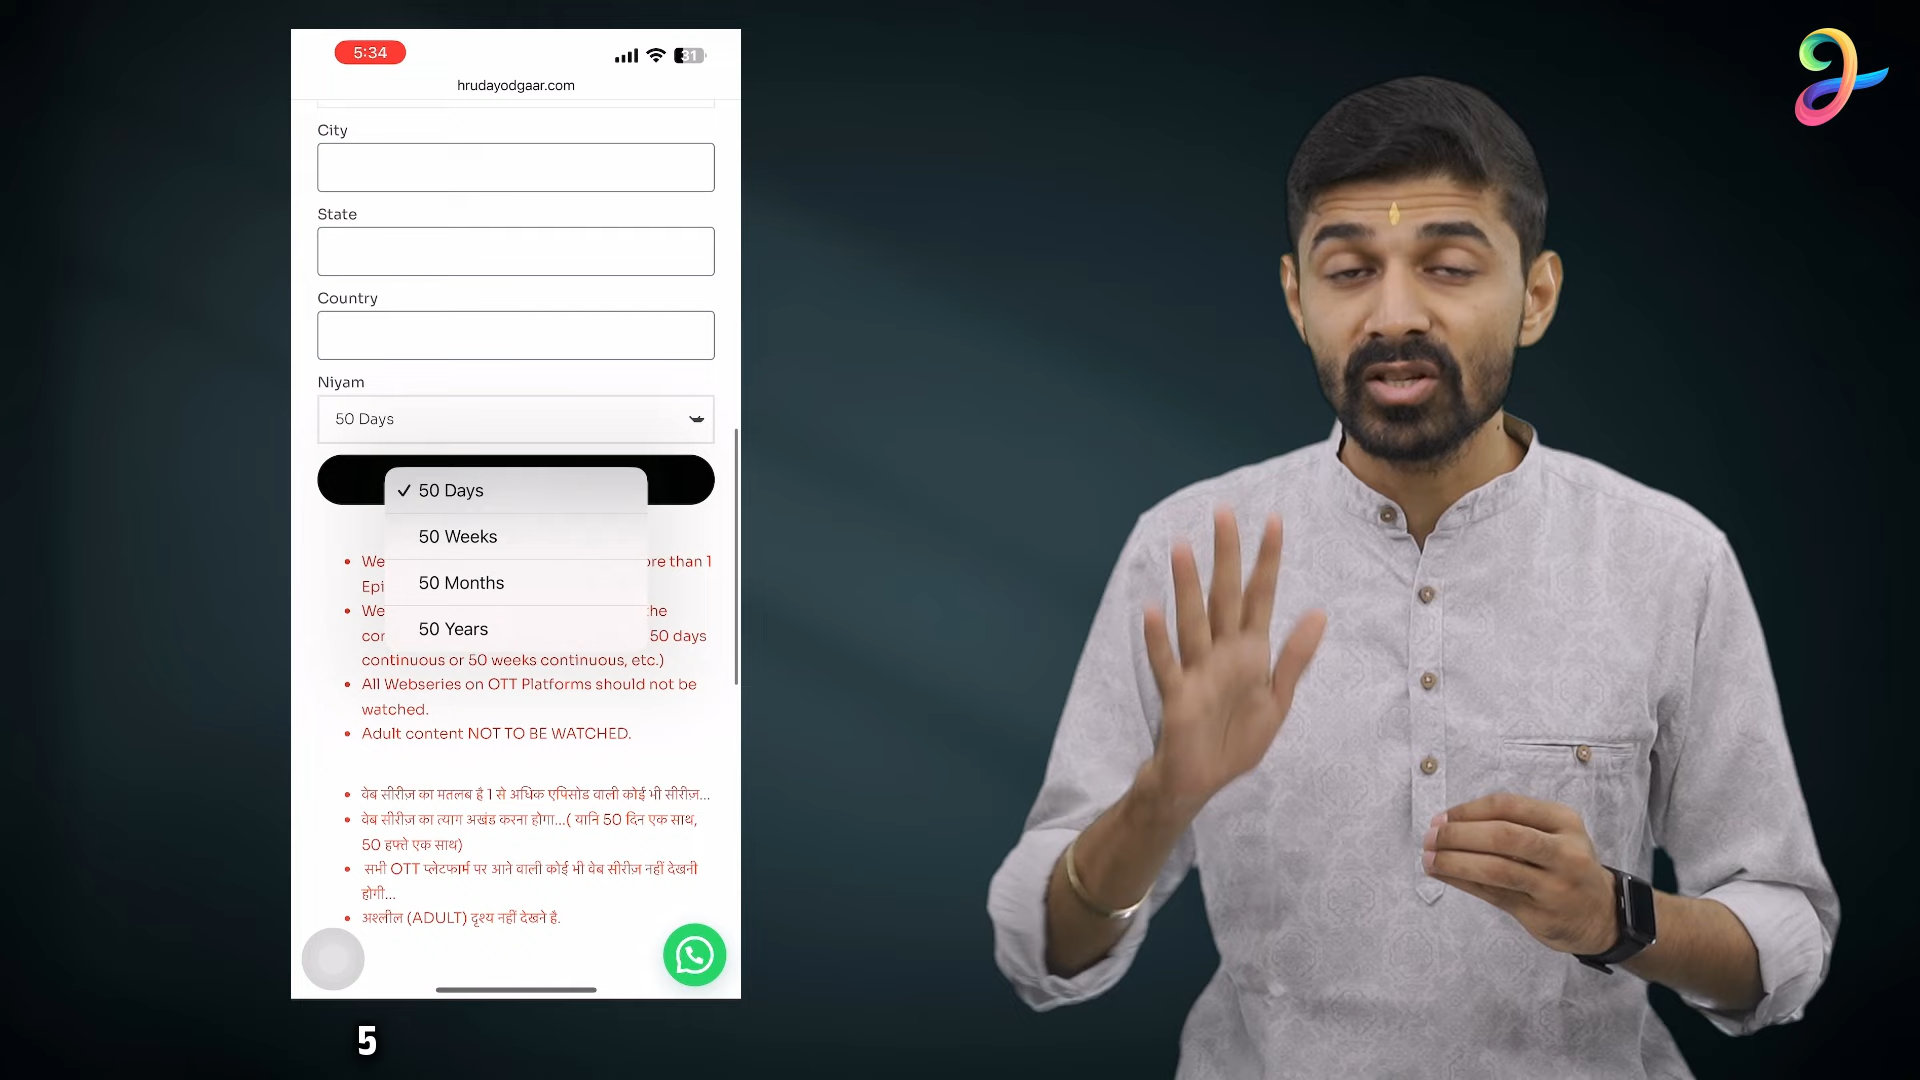 5:34
31
hrudayodgaar.com
City
State
Country
Niyam
50 Days
✓ 50 Days
50 Weeks
50 Months
50 Years
• We ore than 1
Epi
• We the
cor 50 days
continuous or 50 weeks continuous, etc.)
• All Webseries on OTT Platforms should not be
watched.
• Adult content NOT TO BE WATCHED.
• वेब सीरीज़ का मतलब है 1 से अधिक एपिसोड वाली कोई भी सीरीज़...
• वेब सीरीज़ का त्याग अखंड करना होगा...( यानि 50 दिन एक साथ,
50 हफ्ते एक साथ)
• सभी OTT प्लेटफार्म पर आने वाली कोई भी वेब सीरीज़ नहीं देखनी
होगी...
• अश्लील (ADULT) दृश्य नहीं देखने है.
5